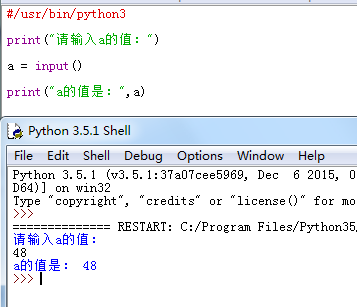 #/usr/bin/python3
print("请输入a的值：")
a = input()
print("a的值是：",a)
Python 3.5.1 Shell
File Edit Shell Debug Options Window Help
Python 3.5.1 (v3.5.1:37a07cee5969, Dec  6 2015, 0
D64)] on win32
Type "copyright", "credits" or "license()" for mo
>>>
============== RESTART: C:/Program Files/Python35/
请输入a的值：
48
a的值是： 48
>>>